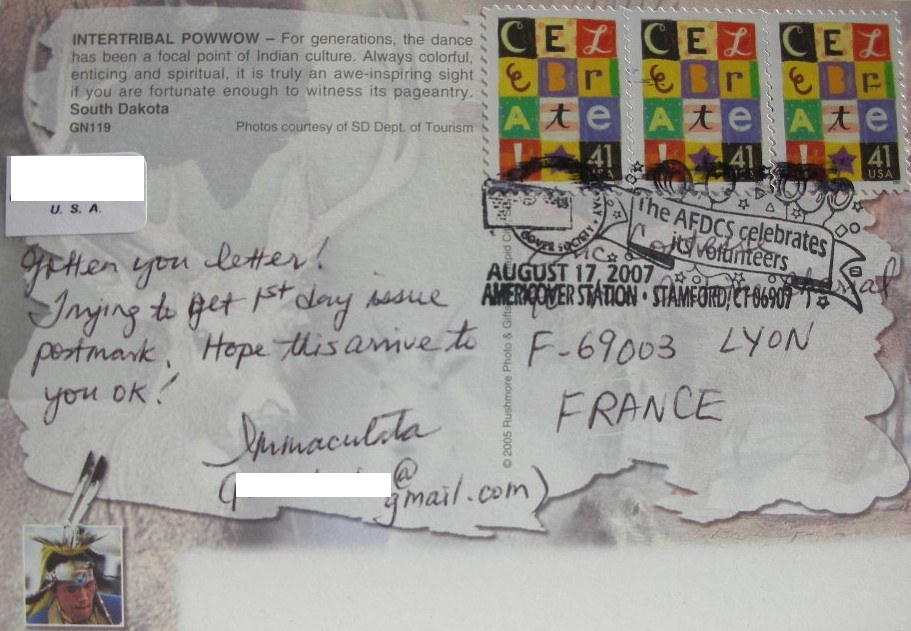 INTERTRIBAL POWWOW – For generations, the dance
has been a focal point of Indian culture. Always colorful,
enticing and spiritual, it is truly an awe-inspiring sight
if you are fortunate enough to witness its pageantry.
South Dakota
GN119 Photos courtesy of SD Dept. of Tourism
CELEBrAte! 41 USA
CELEBrAte! 41 USA
CELEBrAte! 41 USA
U. S. A.
COVER SOCIETY
The AFDCS celebrates
its volunteers
AUGUST 17, 2007
AMERICOVER STATION • STAMFORD, CT 06907
Gotten you letter!
Trying to get 1st day issue
postmark. Hope this arrive to
you ok!
Immaculata
( @gmail.com)
F-69003 LYON
FRANCE
© 2005 Rushmore Photo & Gifts